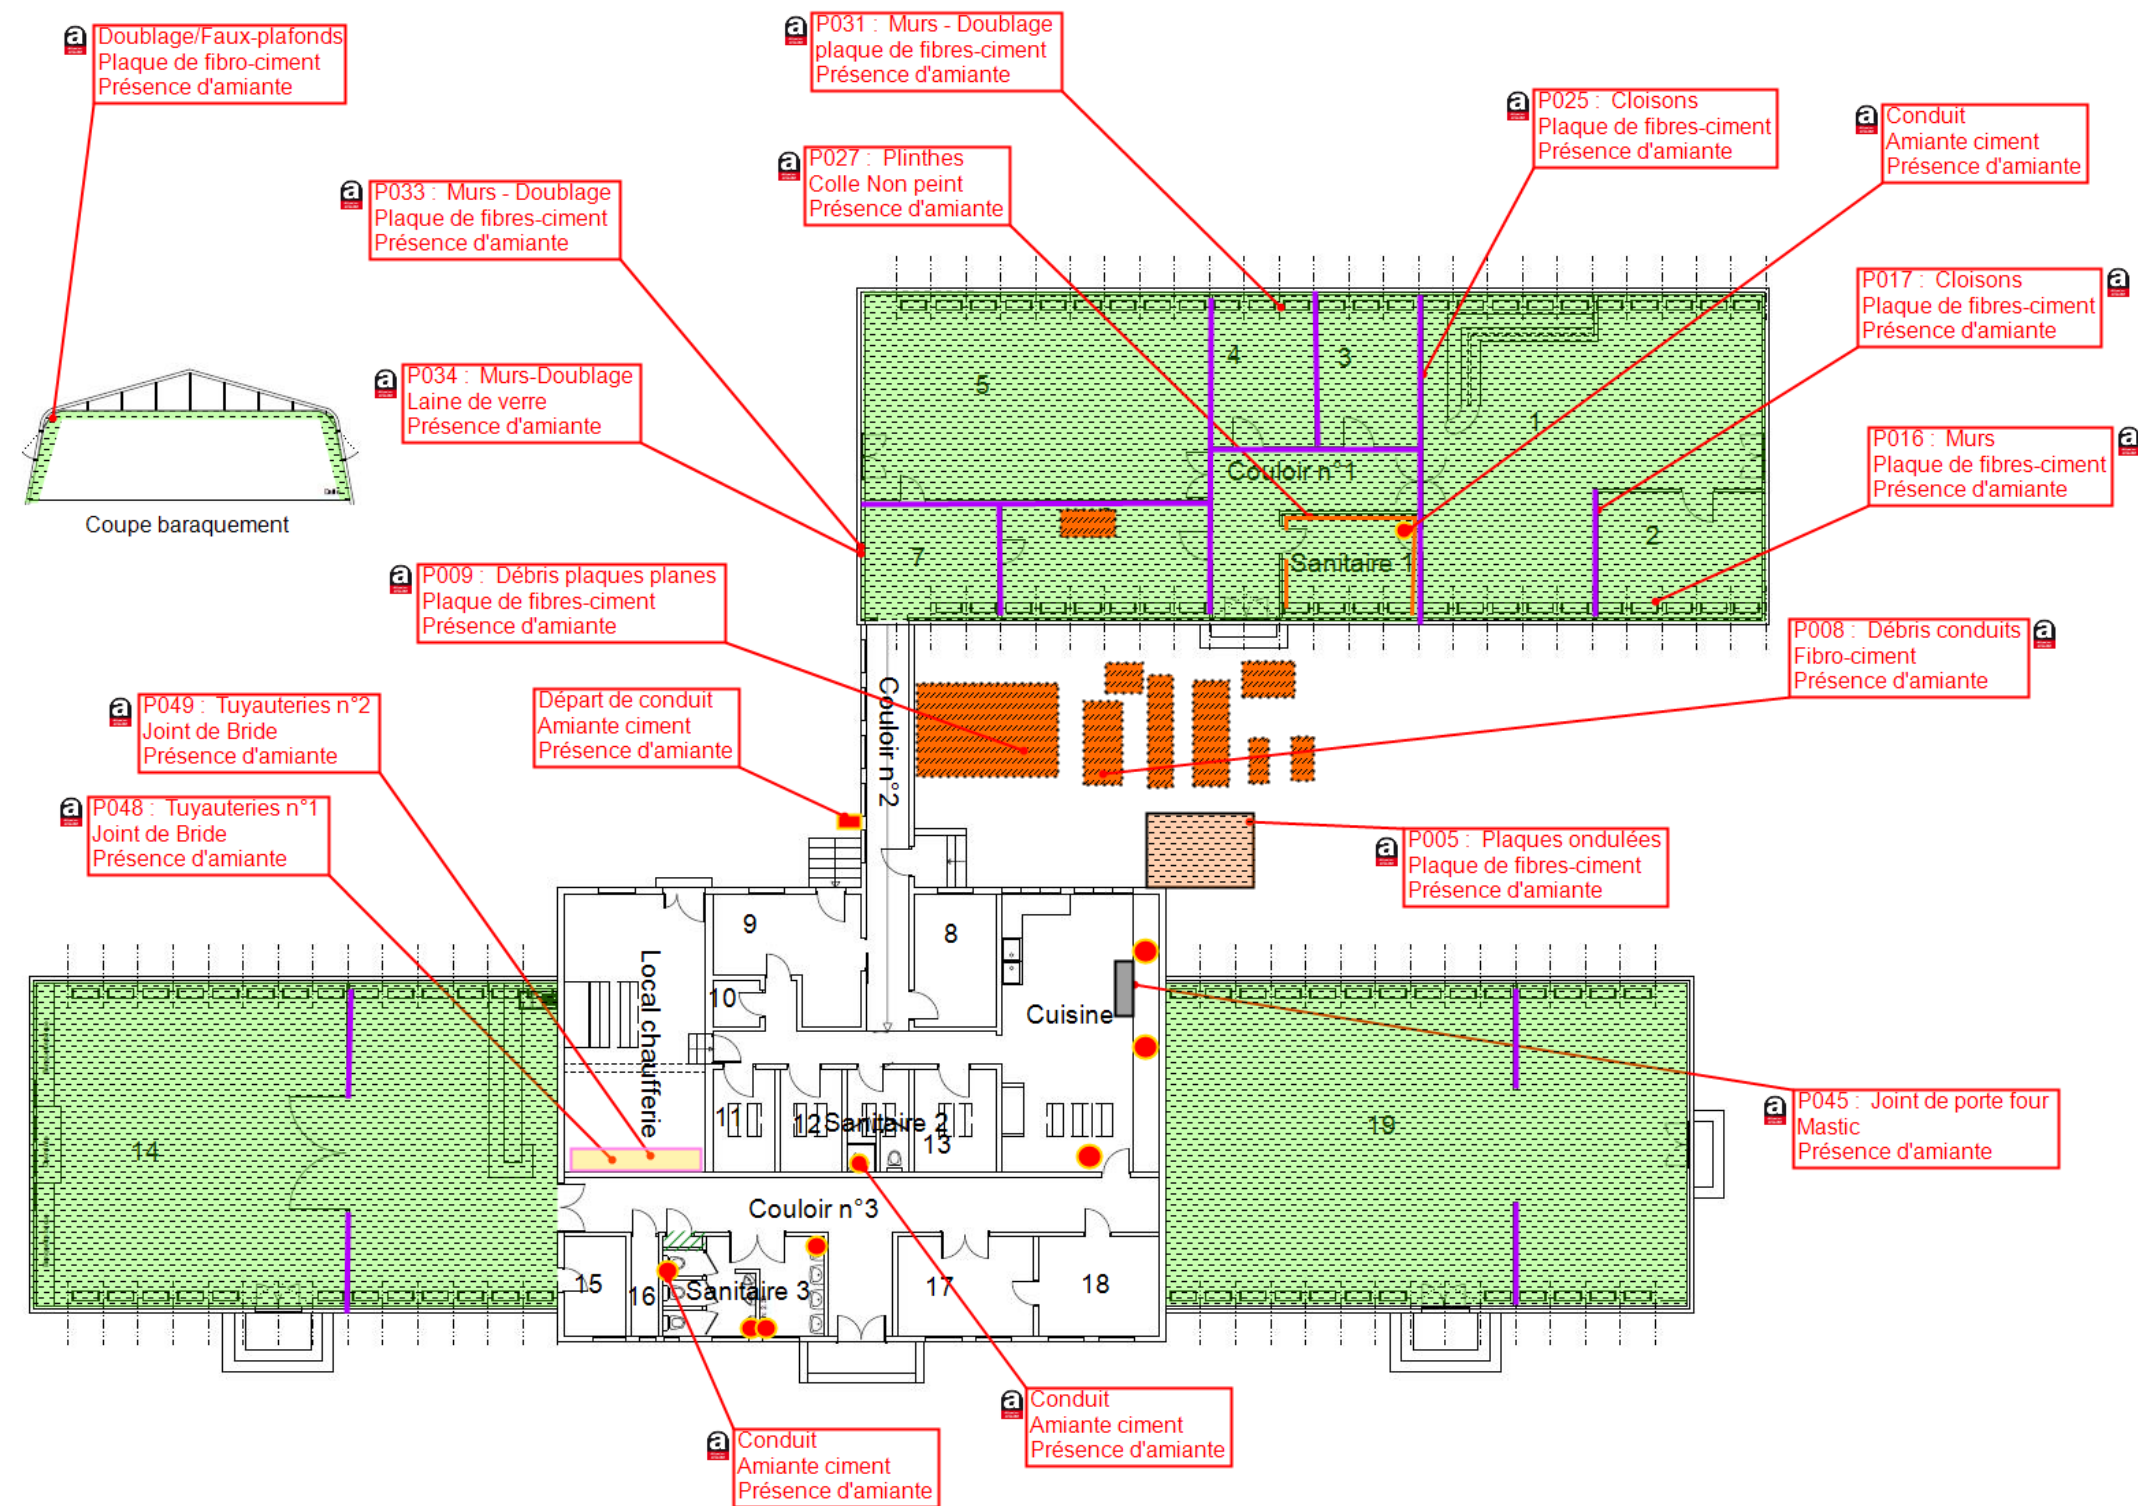 Doublage/Faux-plafonds
Plaque de fibro-ciment
Présence d'amiante
P031 : Murs - Doublage
plaque de fibres-ciment
Présence d'amiante
P025 : Cloisons
Plaque de fibres-ciment
Présence d'amiante
Conduit
Amiante ciment
Présence d'amiante
P027 : Plinthes
Colle Non peint
Présence d'amiante
P033 : Murs - Doublage
Plaque de fibres-ciment
Présence d'amiante
P017 : Cloisons
Plaque de fibres-ciment
Présence d'amiante
P034 : Murs-Doublage
Laine de verre
Présence d'amiante
P016 : Murs
Plaque de fibres-ciment
Présence d'amiante
Coupe baraquement
5
4
3
1
Couloir n°1
2
7
Sanitaire 1
P009 : Débris plaques planes
Plaque de fibres-ciment
Présence d'amiante
P008 : Débris conduits
Fibro-ciment
Présence d'amiante
P049 : Tuyauteries n°2
Joint de Bride
Présence d'amiante
Départ de conduit
Amiante ciment
Présence d'amiante
Couloir n°2
P048 : Tuyauteries n°1
Joint de Bride
Présence d'amiante
P005 : Plaques ondulées
Plaque de fibres-ciment
Présence d'amiante
9
8
10
Local chaufferie
Cuisine
11
12
Sanitaire 2
13
14
19
P045 : Joint de porte four
Mastic
Présence d'amiante
Couloir n°3
15
16
Sanitaire 3
17
18
Conduit
Amiante ciment
Présence d'amiante
Conduit
Amiante ciment
Présence d'amiante